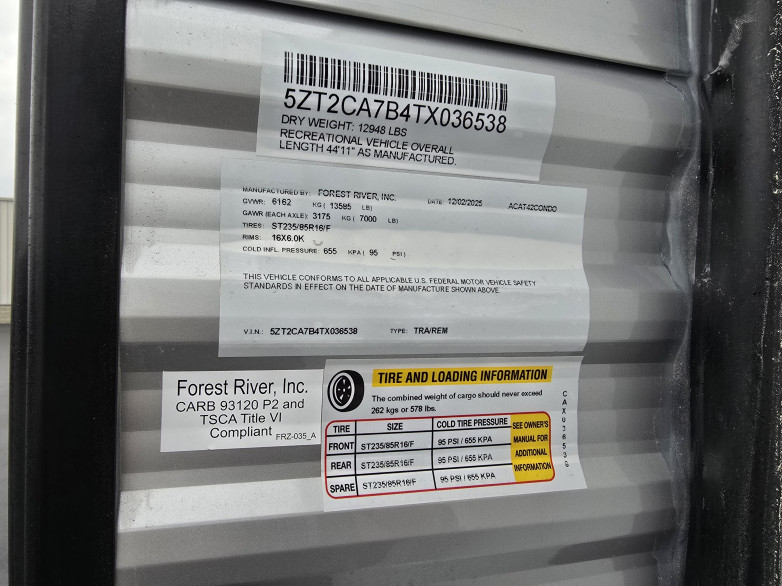 5ZT2CA7B4TX036538
DRY WEIGHT: 12948 LBS
RECREATIONAL VEHICLE OVERALL
LENGTH 44'11" AS MANUFACTURED.
MANUFACTURED BY: FOREST RIVER, INC. DATE: 12/02/2025 ACAT42CONDO
GVWR: 6162 KG ( 13585 LB)
GAWR (EACH AXLE): 3175 KG ( 7000 LB)
TIRES: ST235/85R16/F
RIMS: 16X6.0K
COLD INFL. PRESSURE: 655 KPA ( 95 PSI)
THIS VEHICLE CONFORMS TO ALL APPLICABLE U.S. FEDERAL MOTOR VEHICLE SAFETY
STANDARDS IN EFFECT ON THE DATE OF MANUFACTURE SHOWN ABOVE.
V.I.N.: 5ZT2CA7B4TX036538 TYPE: TRA/REM
Forest River, Inc.
CARB 93120 P2 and
TSCA Title VI
Compliant FRZ-035_A
TIRE AND LOADING INFORMATION
The combined weight of cargo should never exceed
262 kgs or 578 lbs.
TIRE SIZE COLD TIRE PRESSURE
FRONT ST235/85R16/F 95 PSI / 655 KPA
REAR ST235/85R16/F 95 PSI / 655 KPA
SPARE ST235/85R16/F 95 PSI / 655 KPA
SEE OWNER'S
MANUAL FOR
ADDITIONAL
INFORMATION
CAX036538